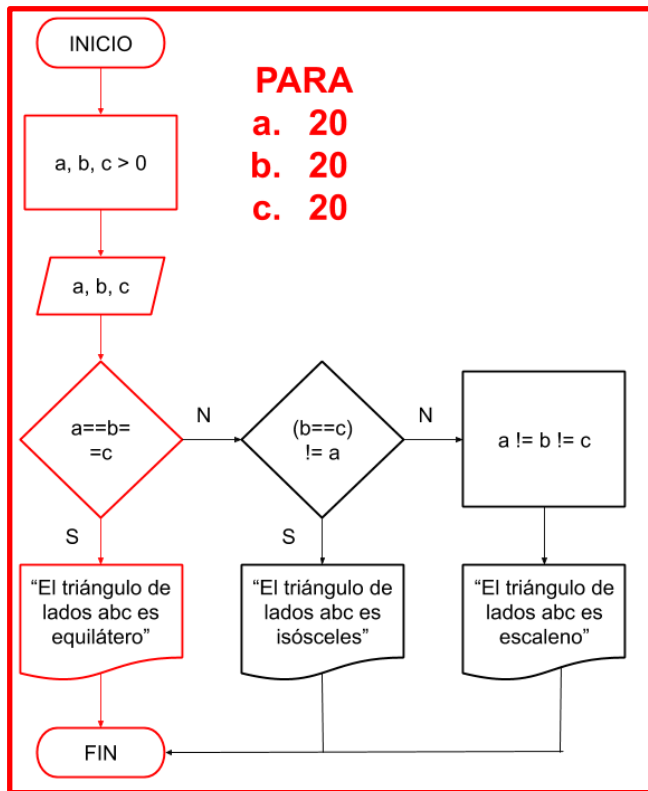 INICIO
PARA
a. 20
b. 20
c. 20
a, b, c > 0
a, b, c
a==b=
=c
N
(b==c)
!= a
N
a != b != c
S
S
“El triángulo de
lados abc es
equilátero”
“El triángulo de
lados abc es
isósceles”
“El triángulo de
lados abc es
escaleno”
FIN